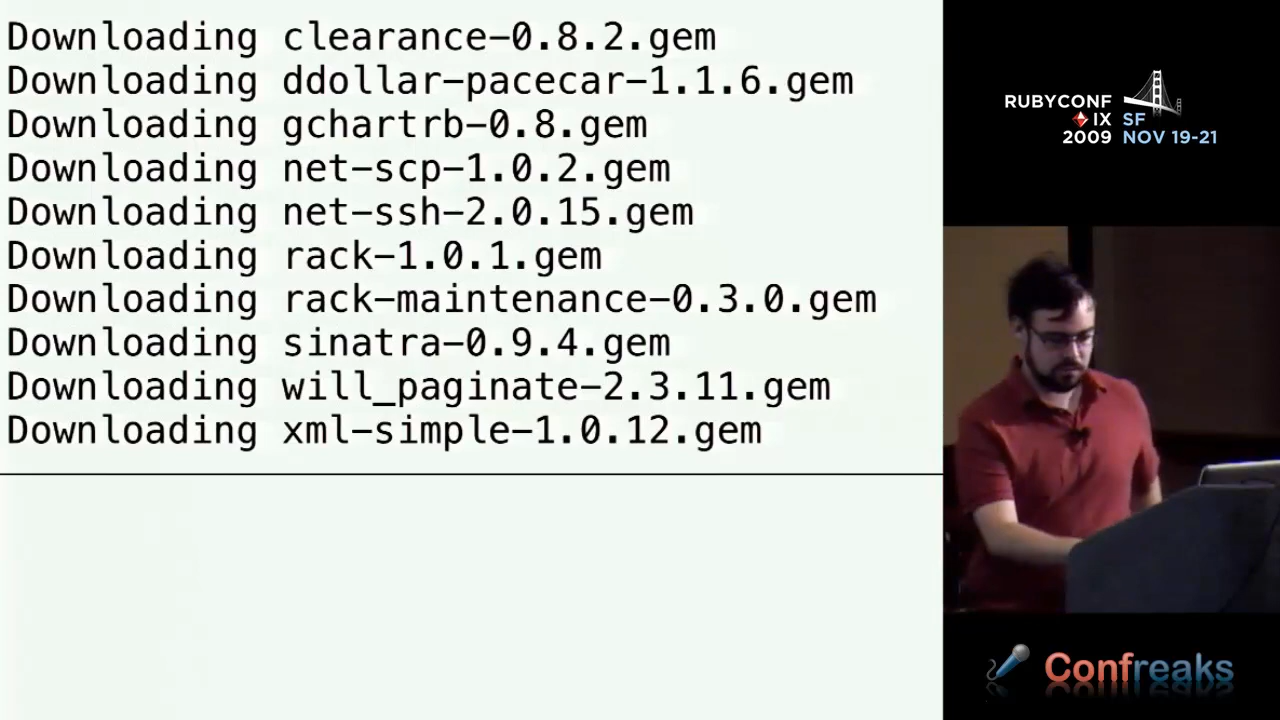 Downloading clearance-0.8.2.gem
Downloading ddollar-pacecar-1.1.6.gem
Downloading gchartrb-0.8.gem
Downloading net-scp-1.0.2.gem
Downloading net-ssh-2.0.15.gem
Downloading rack-1.0.1.gem
Downloading rack-maintenance-0.3.0.gem
Downloading sinatra-0.9.4.gem
Downloading will_paginate-2.3.11.gem
Downloading xml-simple-1.0.12.gem
RUBYCONF
IX SF
2009 NOV 19-21
Confreaks